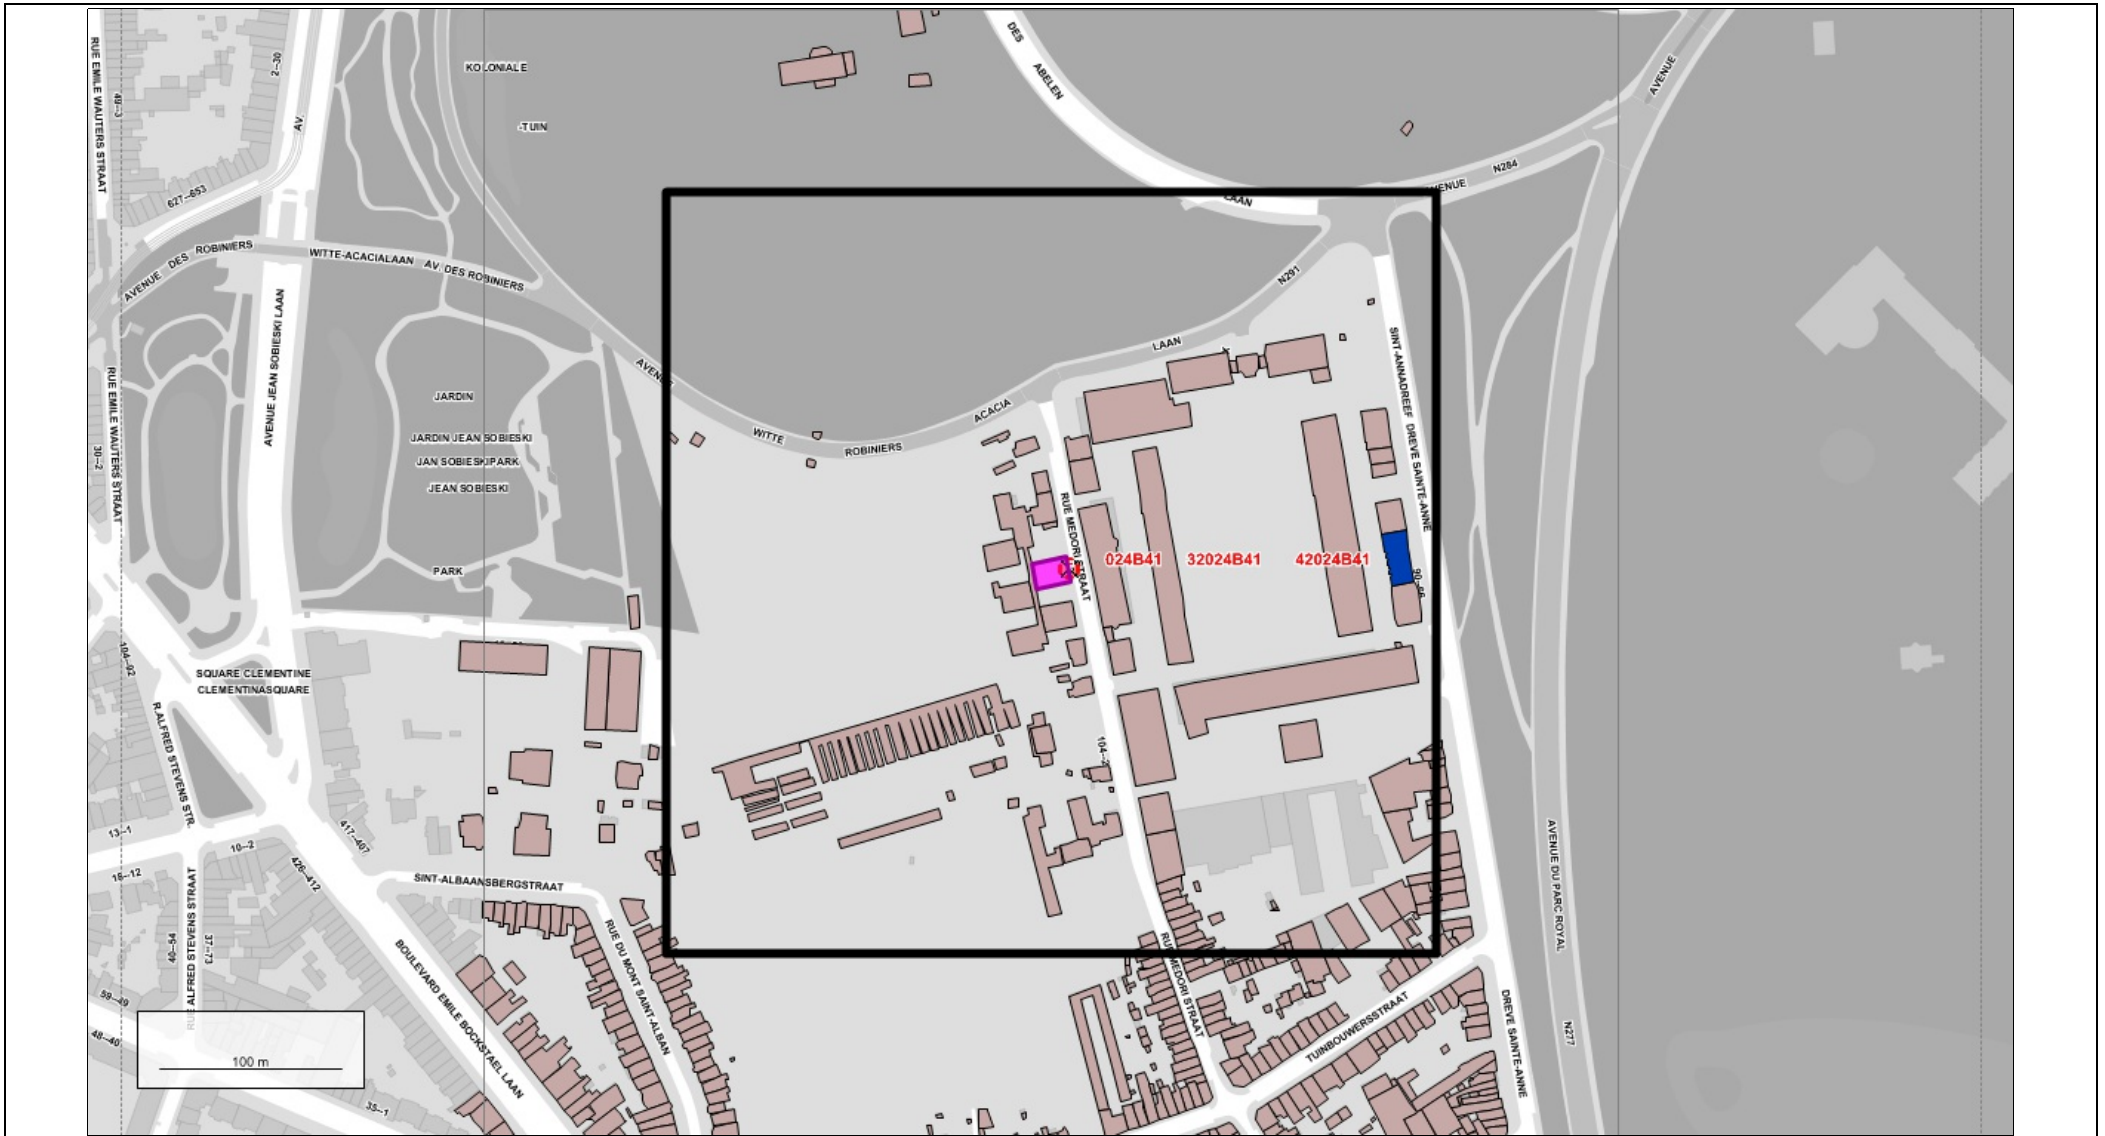 RUE EMILE WAUTERS STRAAT
49--3
2--30
AV.
KOLONIALE
-TUIN
DES
ABELEN
LAAN
AVENUE
N284
AVENUE
627--653
AVENUE DES ROBINIERS
WITTE-ACACIALAAN AV. DES ROBINIERS
AVENUE JEAN SOBIESKI LAAN
N291
LAAN
ACACIA
AVENUE
WITTE
ROBINIERS
SINT-ANNADREEF DREVE SAINTE-ANNE
RUE EMILE WAUTERS STRAAT
30--2
JARDIN
JARDIN JEAN SOBIESKI
JAN SOBIESKIPARK
JEAN SOBIESKI
PARK
RUE MEDORI STRAAT
024B41
32024B41
42024B41
90--86
104--92
SQUARE CLEMENTINE
CLEMENTINASQUARE
R.ALFRED STEVENS STR.
13--1
18--12
10--2
417--407
426--412
SINT-ALBAANSBERGSTRAAT
RUE DU MONT SAINT-ALBAN
BOULEVARD EMILE BOCKSTAEL LAAN
RUE ALFRED STEVENS STRAAT
37--73
59--49
48--40
35--1
RUE MEDORI STRAAT
TUINBOUWERSSTRAAT
DREVE SAINTE-ANNE
AVENUE DU PARC ROYAL
N277
100 m